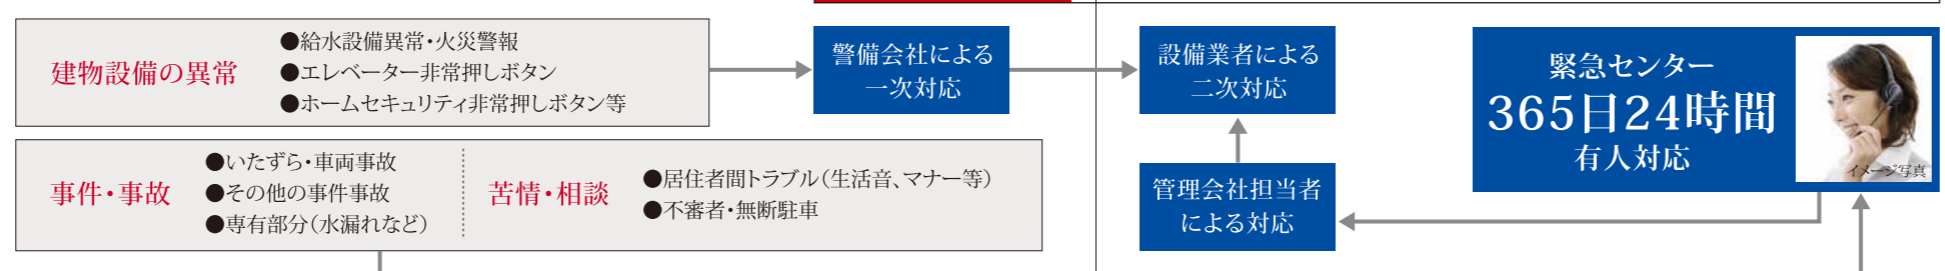 建物設備の異常
●給水設備異常・火災警報
●エレベーター非常押しボタン
●ホームセキュリティ非常押しボタン等
警備会社による
一次対応
設備業者による
二次対応
緊急センター
365日24時間
有人対応
イメージ写真
事件・事故
●いたずら・車両事故
●その他の事件事故
●専有部分（水漏れなど）
苦情・相談
●居住者間トラブル（生活音、マナー等）
●不審者・無断駐車
管理会社担当者
による対応